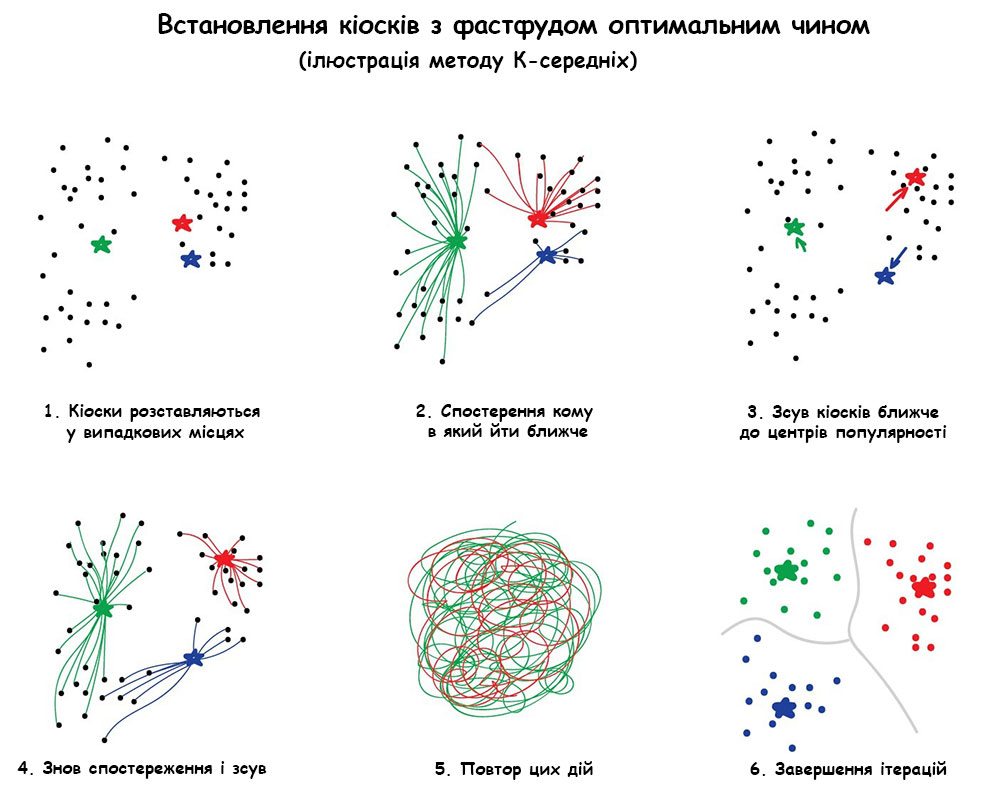 Встановлення кіосків з фастфудом оптимальним чином
(ілюстрація методу К-середніх)
1. Кіоски розставляються
у випадкових місцях
2. Спостерення кому
в який йти ближче
3. Зсув кіосків ближче
до центрів популярності
4. Знов спостереження і зсув
5. Повтор цих дій
6. Завершення ітерацій